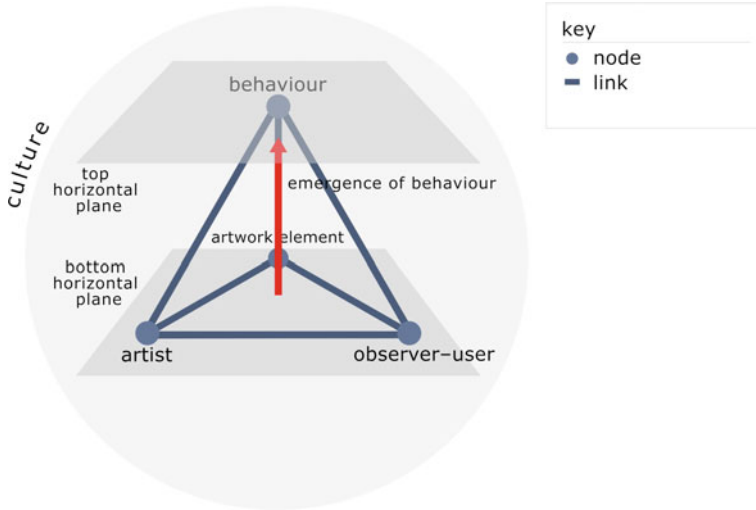 key
node
link
behaviour
culture
top
horizontal
plane
emergence of behaviour
artwork element
bottom
horizontal
plane
artist
observer–user